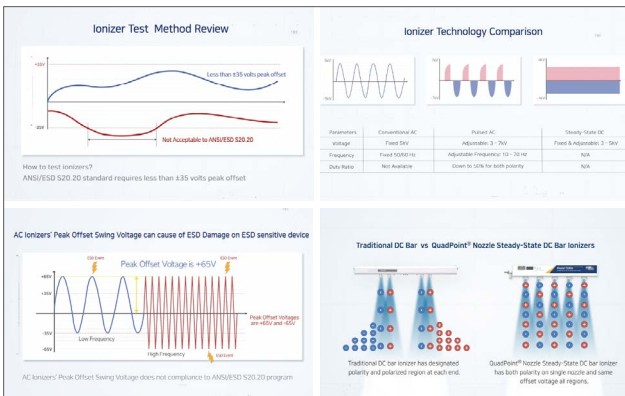 Ionizer Test Method Review
+35V
Less than ±35 volts peak offset
-35V
Not Acceptable to ANSI/ESD S20.20
How to test ionizers?
ANSI/ESD S20.20 standard requires less than ±35 volts peak offset
Ionizer Technology Comparison
Parameters Conventional AC Pulsed AC Steady-State DC
Voltage Fixed 5kV Adjustable: 3 - 7kV Fixed & Adjustable: 3 - 5kV
Frequency Fixed 50/60 Hz Adjustable Frequency: 10 - 70 Hz N/A
Duty Ratio Not Available Down to 10% for both polarity N/A
AC Ionizers' Peak Offset Swing Voltage can cause of ESD Damage on ESD sensitive device
ESD Event
ESD Event
Peak Offset Voltage is +65V
+65V
+35V
Peak Offset Voltages
are +65V and -65V
-35V
Low Frequency
-65V
High Frequency
ESD Event
AC Ionizers' Peak Offset Swing Voltage does not compliance to ANSI/ESD S20.20 program
Traditional DC Bar vs QuadPoint® Nozzle Steady-State DC Bar Ionizers
Traditional DC bar ionizer has designated
polarity and polarized region at each end.
QuadPoint® Nozzle Steady-State DC bar ionizer
has both polarity on single nozzle and same
offset voltage all regions.